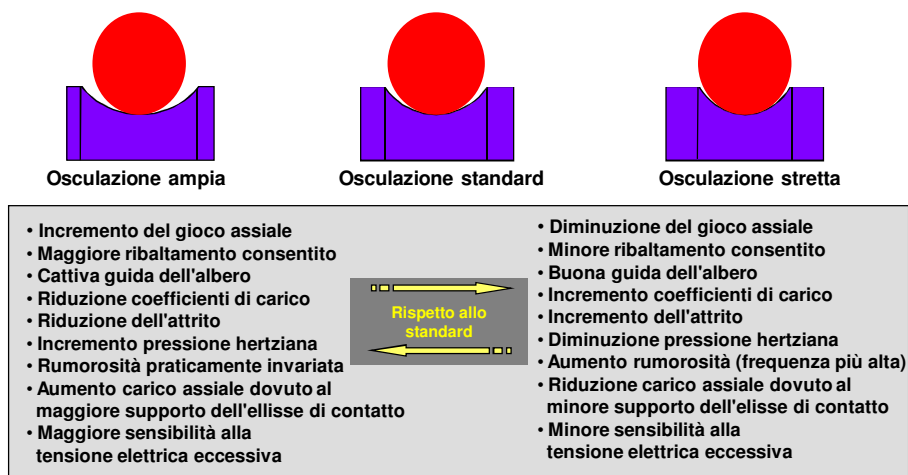 Osculazione ampia
Osculazione standard
Osculazione stretta
• Incremento del gioco assiale
• Maggiore ribaltamento consentito
• Cattiva guida dell'albero
• Riduzione coefficienti di carico
• Riduzione dell'attrito
• Incremento pressione hertziana
• Rumorosità praticamente invariata
• Aumento carico assiale dovuto al
maggiore supporto dell'ellisse di contatto
• Maggiore sensibilità alla
tensione elettrica eccessiva
Rispetto allo
standard
• Diminuzione del gioco assiale
• Minore ribaltamento consentito
• Buona guida dell'albero
• Incremento coefficienti di carico
• Incremento dell'attrito
• Diminuzione pressione hertziana
• Aumento rumorosità (frequenza più alta)
• Riduzione carico assiale dovuto al
minore supporto dell'elisse di contatto
• Minore sensibilità alla
tensione elettrica eccessiva